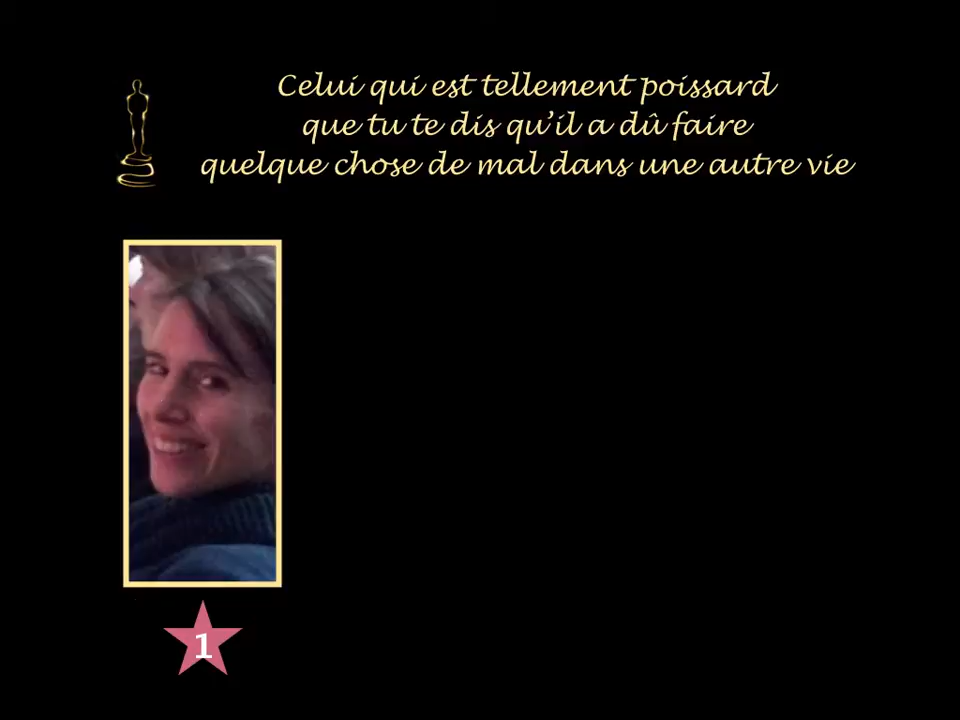 Celui qui est tellement poissard
que tu te dis qu'il a dû faire
quelque chose de mal dans une autre vie
1